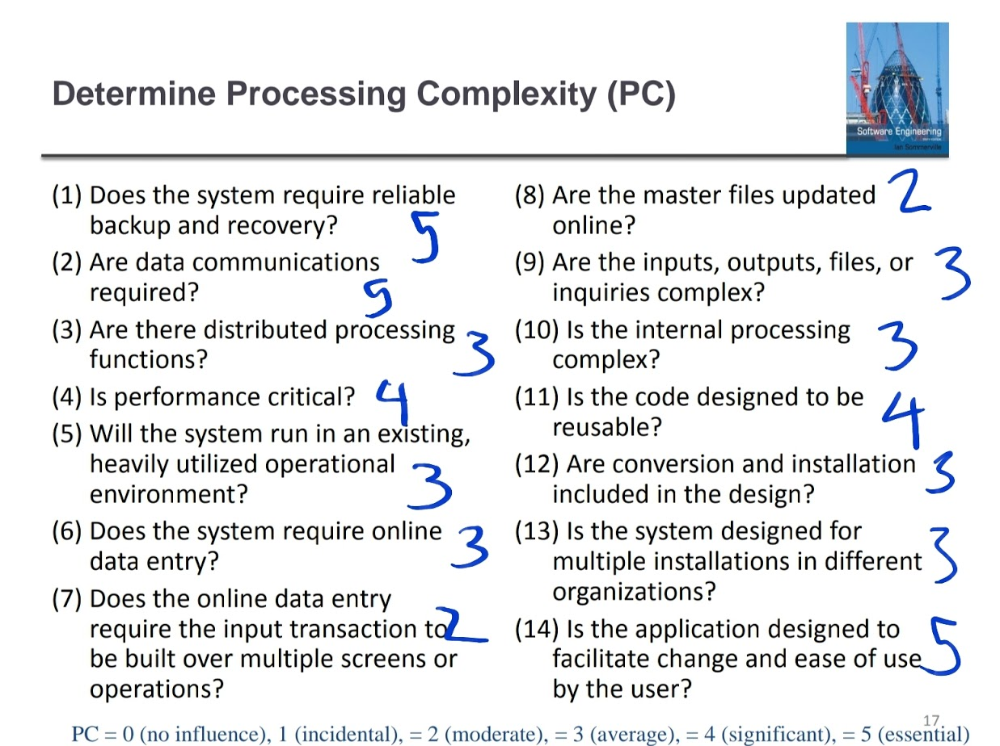 Determine Processing Complexity (PC)
Software Engineering
Ian Sommerville
(1) Does the system require reliable
backup and recovery?
5
(2) Are data communications
required?
5
(3) Are there distributed processing
functions?
3
(4) Is performance critical? 4
(5) Will the system run in an existing,
heavily utilized operational
environment?
3
(6) Does the system require online
data entry?
3
(7) Does the online data entry
require the input transaction to
be built over multiple screens or
operations?
2
(8) Are the master files updated
online?
2
(9) Are the inputs, outputs, files, or
inquiries complex?
3
(10) Is the internal processing
complex?
3
(11) Is the code designed to be
reusable?
4
(12) Are conversion and installation
included in the design?
3
(13) Is the system designed for
multiple installations in different
organizations?
3
(14) Is the application designed to
facilitate change and ease of use
by the user?
5
17
PC = 0 (no influence), 1 (incidental), = 2 (moderate), = 3 (average), = 4 (significant), = 5 (essential)